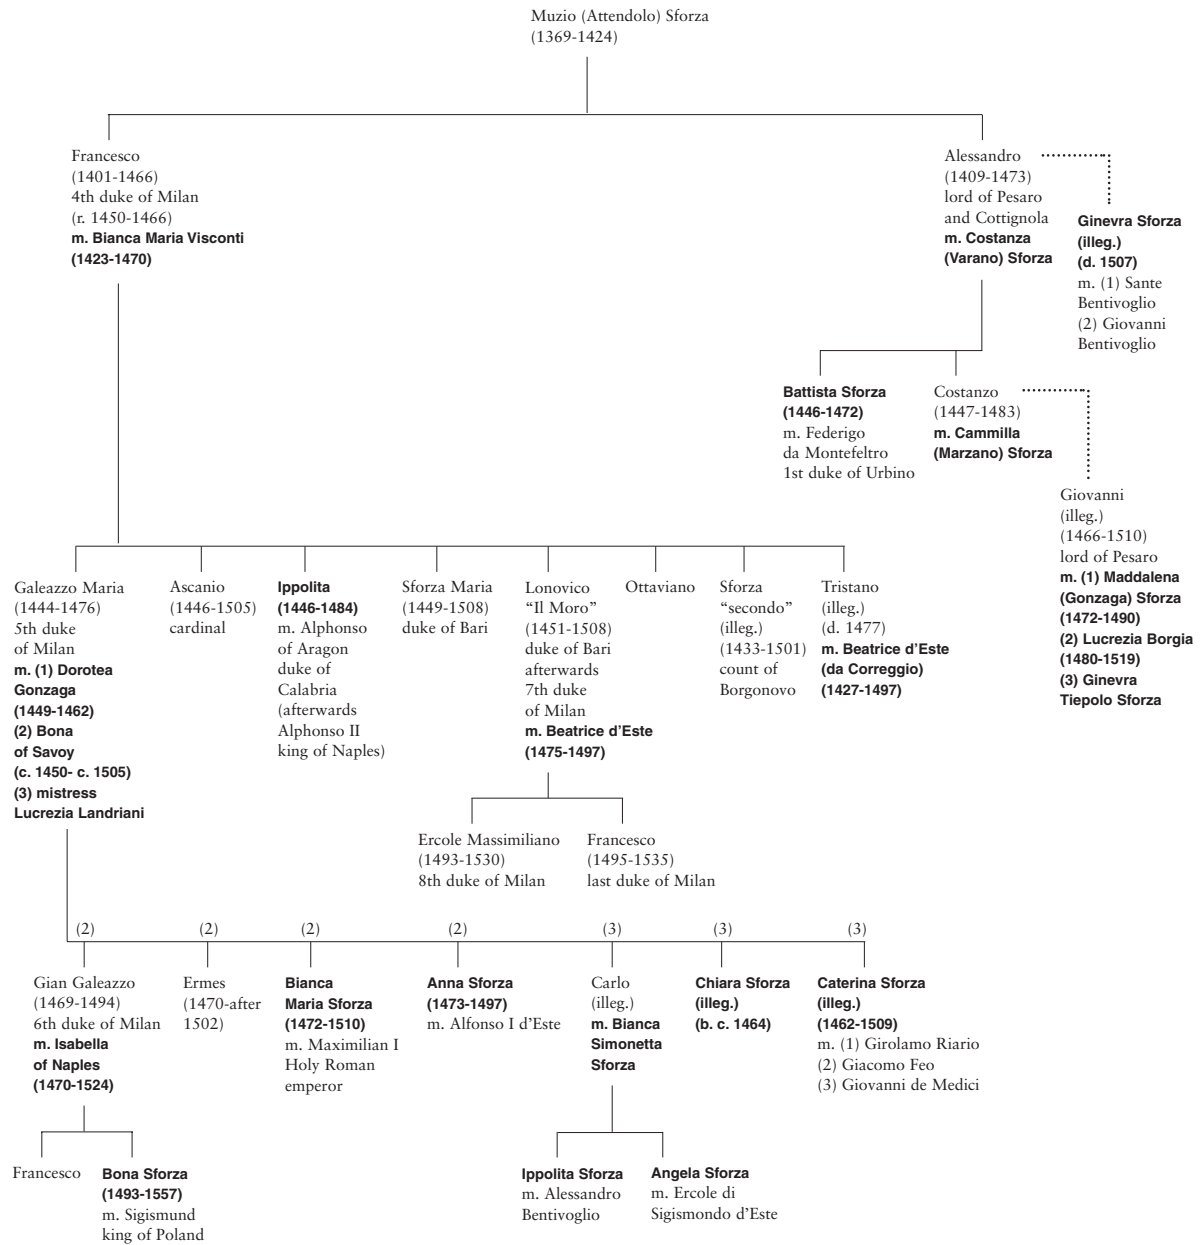 Muzio (Attendolo) Sforza
(1369-1424)
Francesco
(1401-1466)
4th duke of Milan
(r. 1450-1466)
m. Bianca Maria Visconti
(1423-1470)
Alessandro
(1409-1473)
lord of Pesaro
and Cottignola
m. Costanza
(Varano) Sforza
Ginevra Sforza
(illeg.)
(d. 1507)
m. (1) Sante
Bentivoglio
(2) Giovanni
Bentivoglio
Battista Sforza
(1446-1472)
m. Federigo
da Montefeltro
1st duke of Urbino
Costanzo
(1447-1483)
m. Cammilla
(Marzano) Sforza
Giovanni
(illeg.)
(1466-1510)
lord of Pesaro
m. (1) Maddalena
(Gonzaga) Sforza
(1472-1490)
(2) Lucrezia Borgia
(1480-1519)
(3) Ginevra
Tiepolo Sforza
Galeazzo Maria
(1444-1476)
5th duke
of Milan
m. (1) Dorotea
Gonzaga
(1449-1462)
(2) Bona
of Savoy
(c. 1450- c. 1505)
(3) mistress
Lucrezia Landriani
Ascanio
(1446-1505)
cardinal
Ippolita
(1446-1484)
m. Alphonso
of Aragon
duke of
Calabria
(afterwards
Alphonso II
king of Naples)
Sforza Maria
(1449-1508)
duke of Bari
Lonovico
“Il Moro”
(1451-1508)
duke of Bari
afterwards
7th duke
of Milan
m. Beatrice d’Este
(1475-1497)
Ottaviano
Sforza
“secondo”
(illeg.)
(1433-1501)
count of
Borgonovo
Tristano
(illeg.)
(d. 1477)
m. Beatrice d’Este
(da Correggio)
(1427-1497)
Ercole Massimiliano
(1493-1530)
8th duke of Milan
Francesco
(1495-1535)
last duke of Milan
(2)
(2)
(2)
(2)
(3)
(3)
(3)
Gian Galeazzo
(1469-1494)
6th duke of Milan
m. Isabella
of Naples
(1470-1524)
Ermes
(1470-after
1502)
Bianca
Maria Sforza
(1472-1510)
m. Maximilian I
Holy Roman
emperor
Anna Sforza
(1473-1497)
m. Alfonso I d’Este
Carlo
(illeg.)
m. Bianca
Simonetta
Sforza
Chiara Sforza
(illeg.)
(b. c. 1464)
Caterina Sforza
(illeg.)
(1462-1509)
m. (1) Girolamo Riario
(2) Giacomo Feo
(3) Giovanni de Medici
Francesco
Bona Sforza
(1493-1557)
m. Sigismund
king of Poland
Ippolita Sforza
m. Alessandro
Bentivoglio
Angela Sforza
m. Ercole di
Sigismondo d’Este